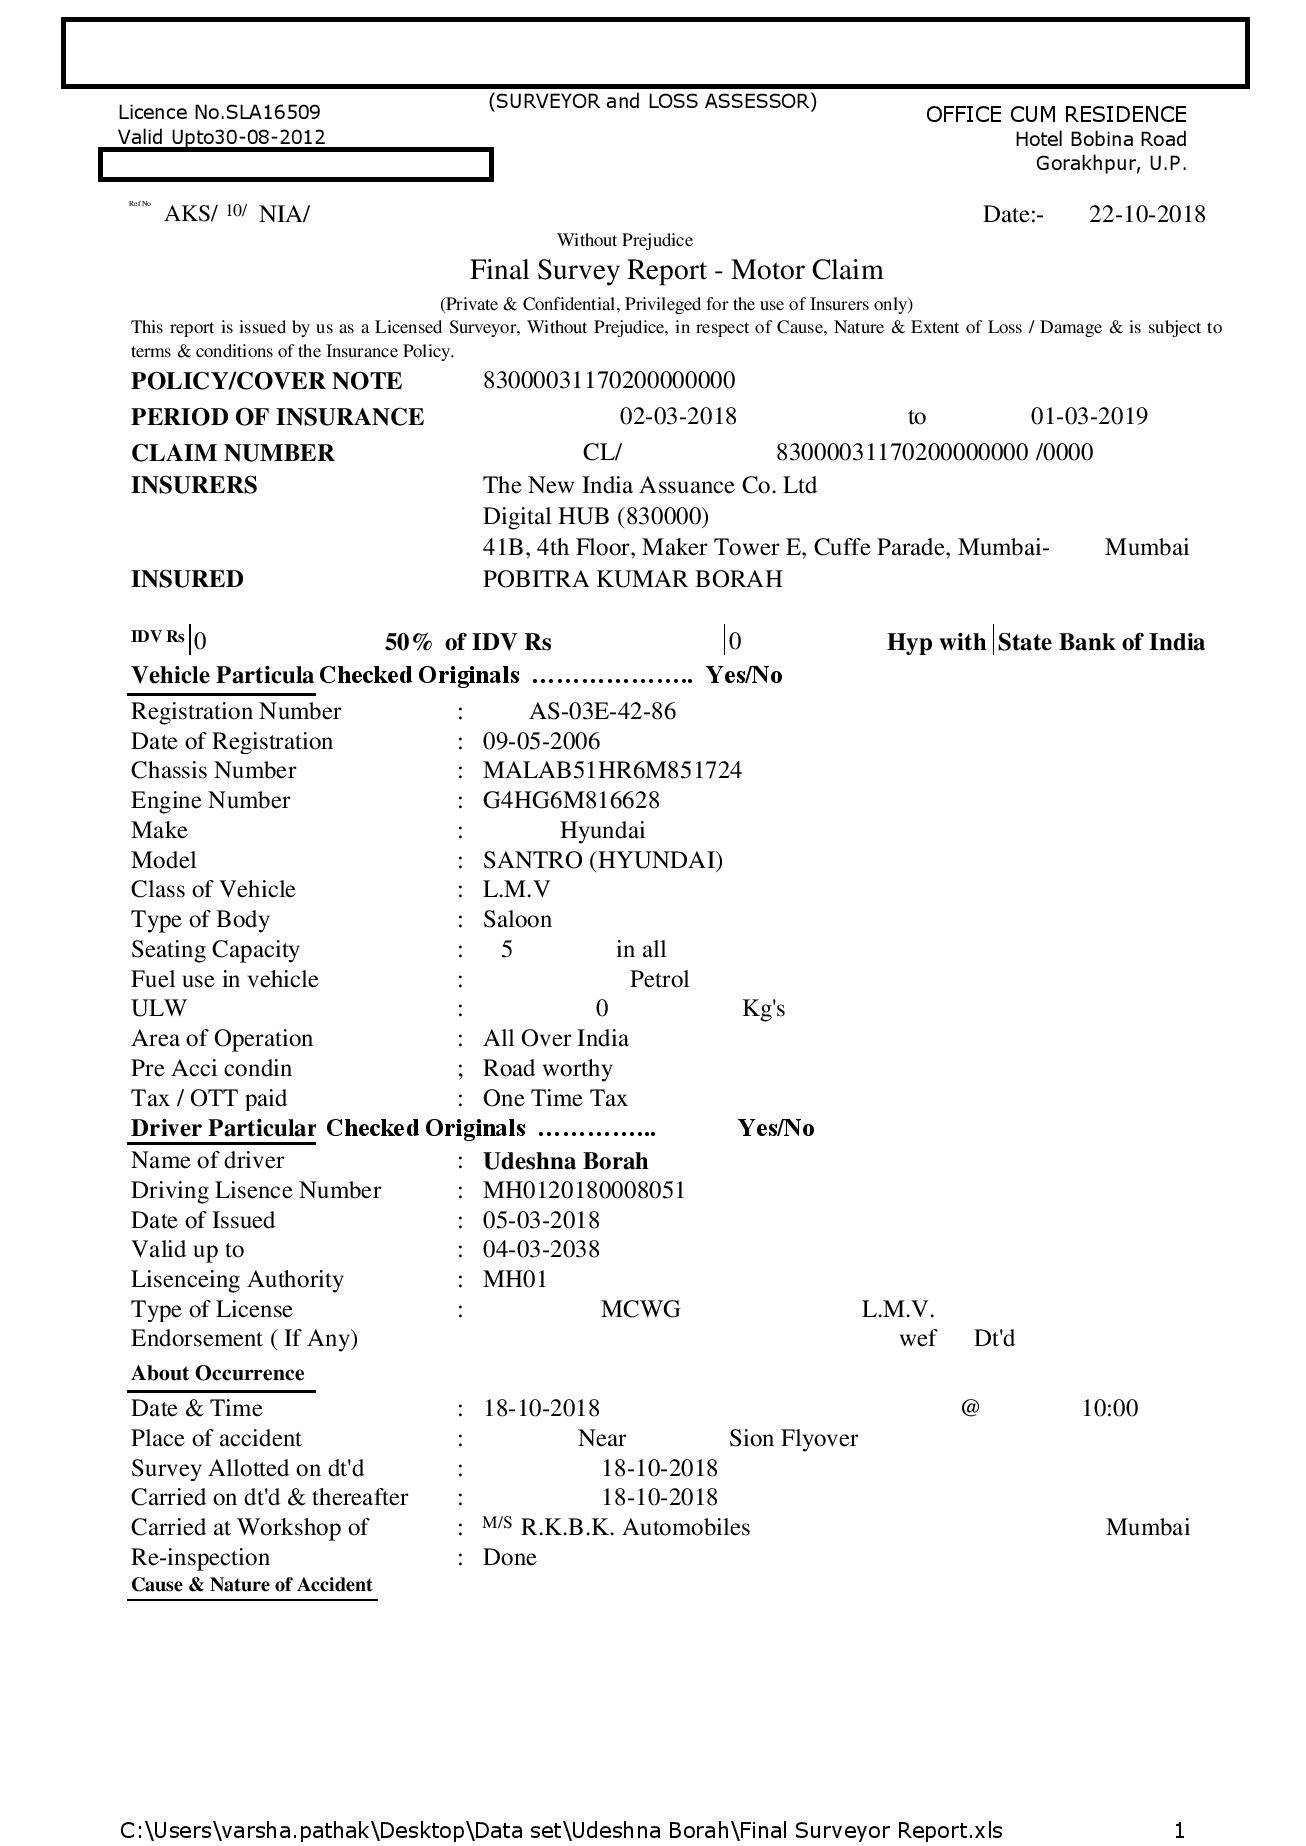 (SURVEYOR and LOSS ASSESSOR)
Licence No.SLA16509
OFFICE CUM RESIDENCE
Valid Upto30-08-2012
Hotel Bobina Road
Gorakhpur, U.P.
Ref No AKS/ 10/ NIA/ Date:- 22-10-2018
Without Prejudice
Final Survey Report - Motor Claim
(Private & Confidential, Privileged for the use of Insurers only)
This report is issued by us as a Licensed Surveyor, Without Prejudice, in respect of Cause, Nature & Extent of Loss / Damage & is subject to
terms & conditions of the Insurance Policy.
POLICY/COVER NOTE 83000031170200000000
PERIOD OF INSURANCE 02-03-2018 to 01-03-2019
CLAIM NUMBER CL/ 83000031170200000000 /0000
INSURERS The New India Assuance Co. Ltd
Digital HUB (830000)
41B, 4th Floor, Maker Tower E, Cuffe Parade, Mumbai- Mumbai
INSURED POBITRA KUMAR BORAH
IDV Rs 0 50% of IDV Rs 0 Hyp with State Bank of India
Vehicle Particula Checked Originals ……………….. Yes/No
Registration Number : AS-03E-42-86
Date of Registration : 09-05-2006
Chassis Number : MALAB51HR6M851724
Engine Number : G4HG6M816628
Make : Hyundai
Model : SANTRO (HYUNDAI)
Class of Vehicle : L.M.V
Type of Body : Saloon
Seating Capacity : 5 in all
Fuel use in vehicle : Petrol
ULW : 0 Kg's
Area of Operation : All Over India
Pre Acci condin ; Road worthy
Tax / OTT paid : One Time Tax
Driver Particular Checked Originals ………….. Yes/No
Name of driver : Udeshna Borah
Driving Lisence Number : MH0120180008051
Date of Issued : 05-03-2018
Valid up to : 04-03-2038
Lisenceing Authority : MH01
Type of License : MCWG L.M.V.
Endorsement ( If Any) wef Dt'd
About Occurrence
Date & Time : 18-10-2018 @ 10:00
Place of accident : Near Sion Flyover
Survey Allotted on dt'd : 18-10-2018
Carried on dt'd & thereafter : 18-10-2018
Carried at Workshop of : M/S R.K.B.K. Automobiles Mumbai
Re-inspection : Done
Cause & Nature of Accident
C:\Users\varsha.pathak\Desktop\Data set\Udeshna Borah\Final Surveyor Report.xls 1